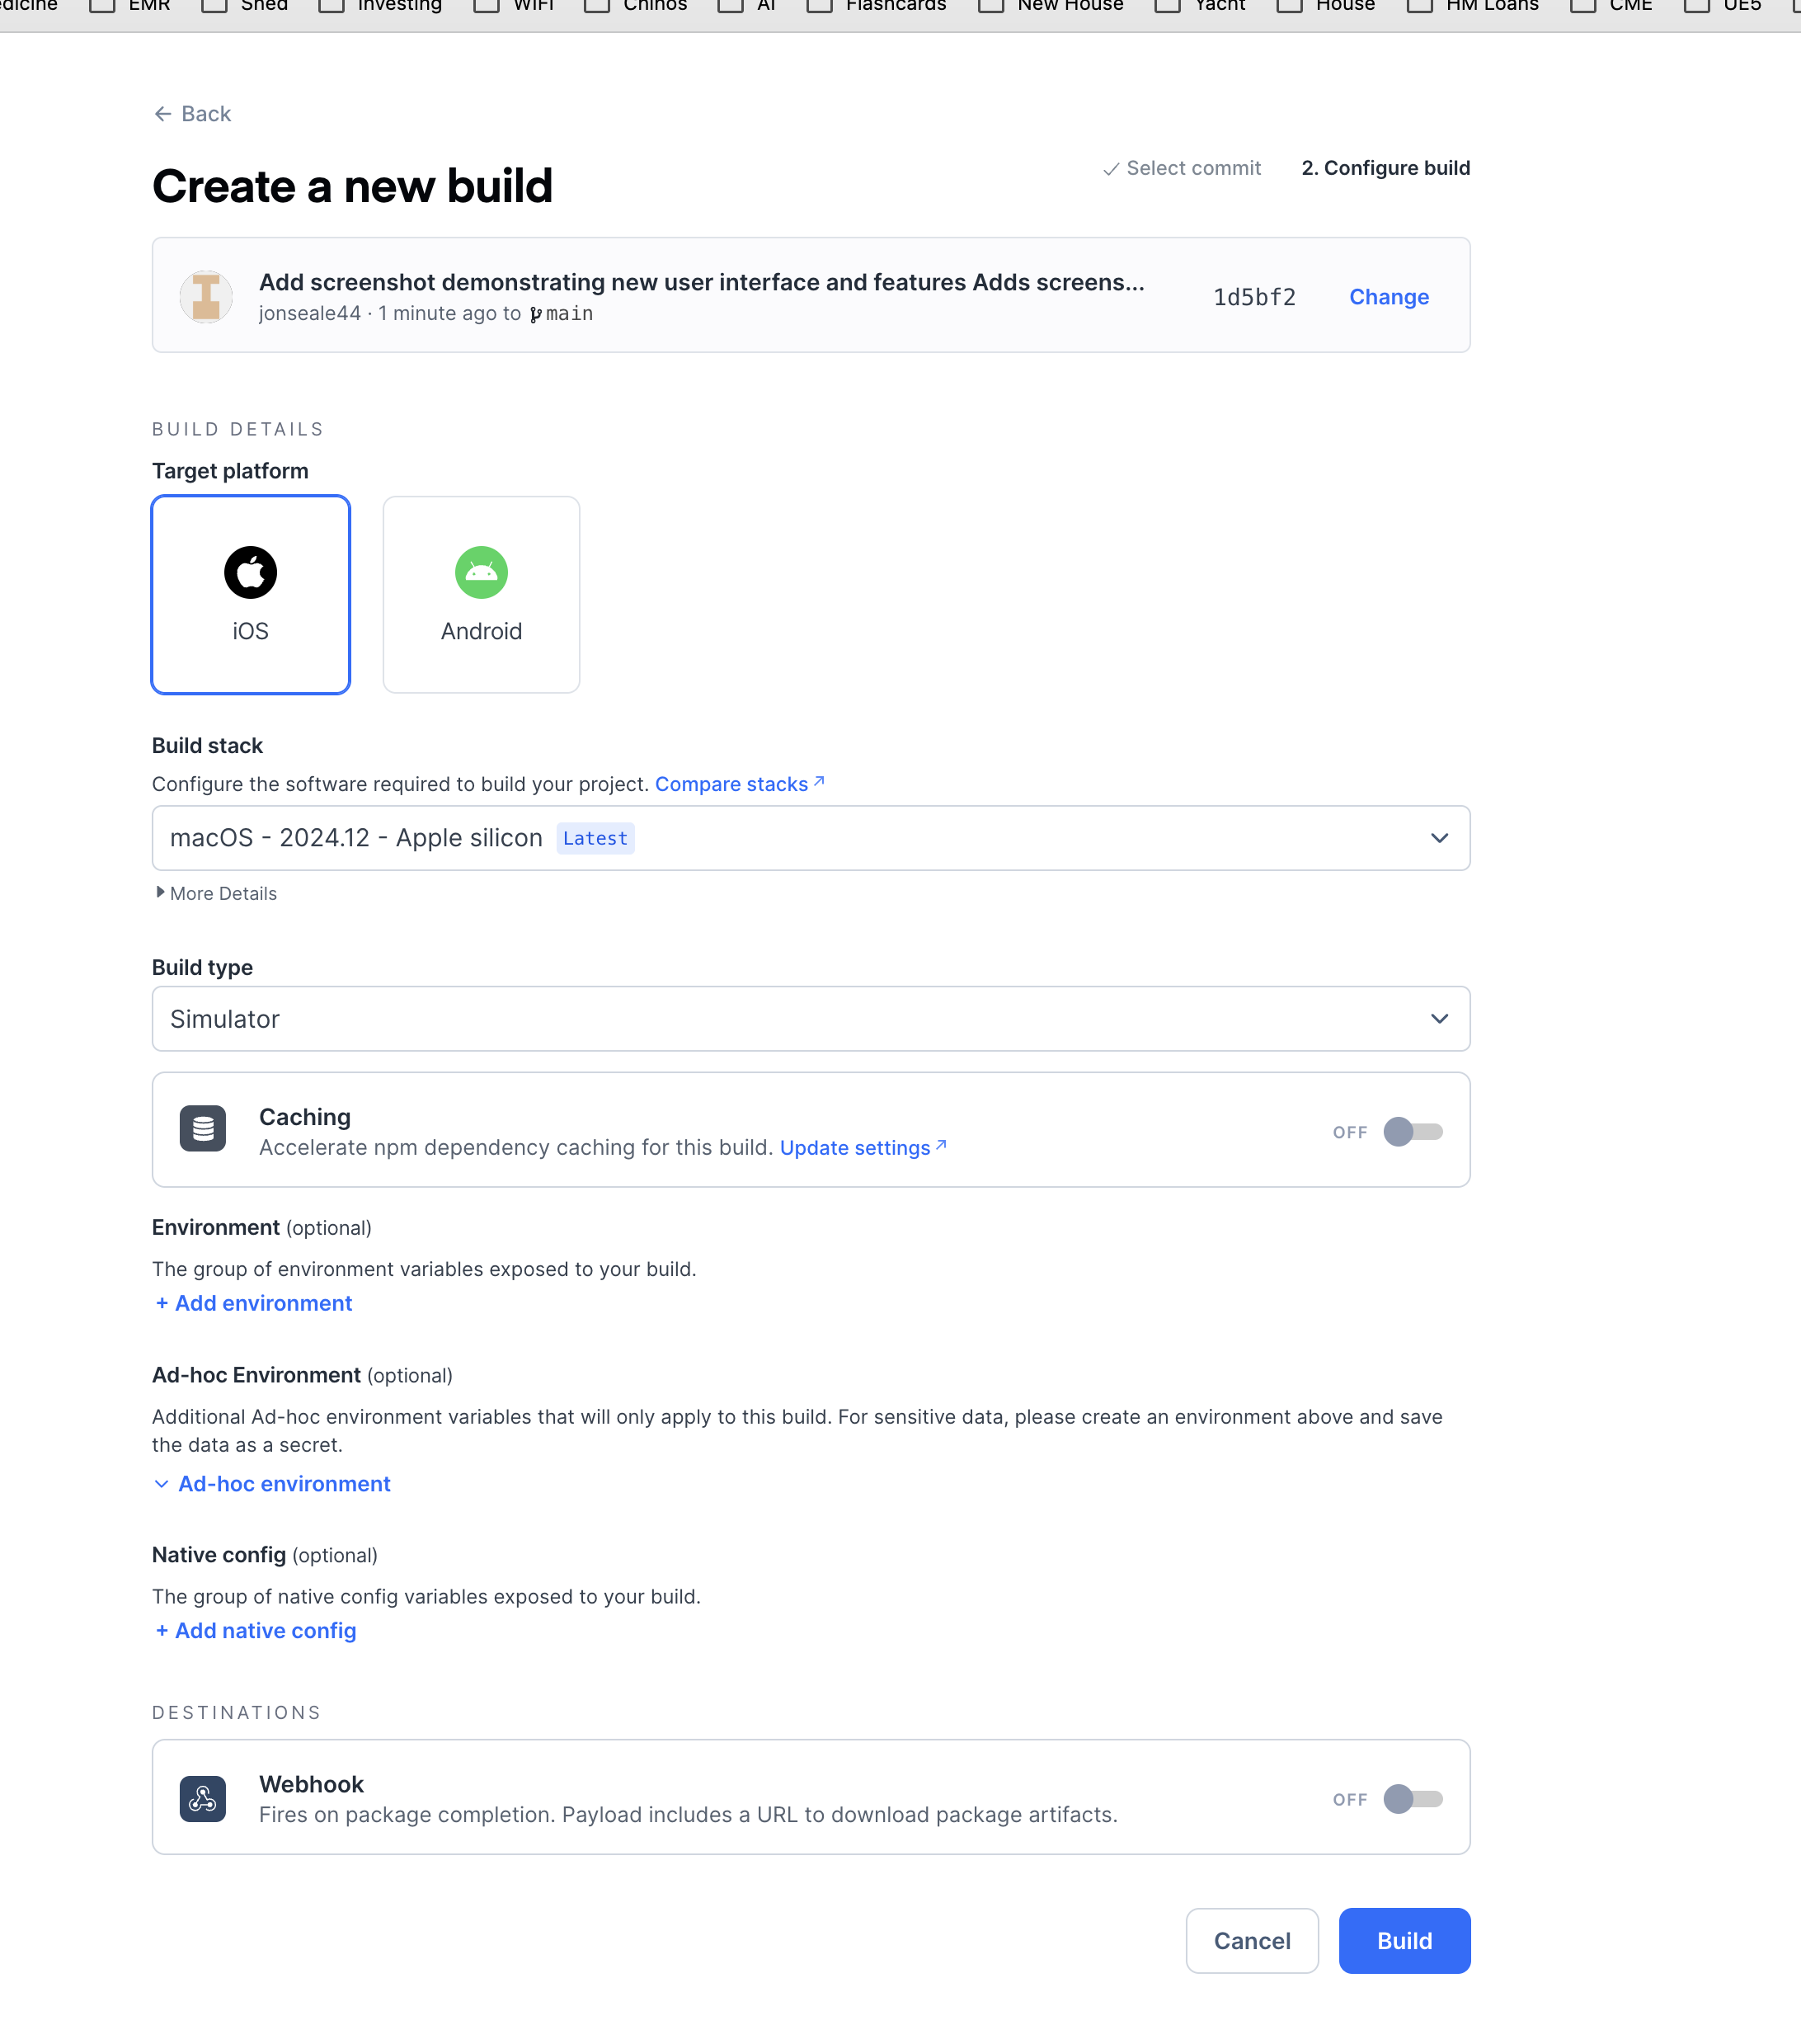 EMR Shed Investing WIFI Chinos AI Flashcards New House Yacht House HM Loans CME UE5
← Back
Create a new build
✓ Select commit 2. Configure build
Add screenshot demonstrating new user interface and features Adds screens...
jonseale44 · 1 minute ago to main
1d5bf2 Change
BUILD DETAILS
Target platform
iOS Android
Build stack
Configure the software required to build your project. Compare stacks ↗
macOS - 2024.12 - Apple silicon Latest
More Details
Build type
Simulator
Caching
Accelerate npm dependency caching for this build. Update settings ↗
OFF
Environment (optional)
The group of environment variables exposed to your build.
+ Add environment
Ad-hoc Environment (optional)
Additional Ad-hoc environment variables that will only apply to this build. For sensitive data, please create an environment above and save
the data as a secret.
Ad-hoc environment
Native config (optional)
The group of native config variables exposed to your build.
+ Add native config
DESTINATIONS
Webhook
Fires on package completion. Payload includes a URL to download package artifacts.
OFF
Cancel Build